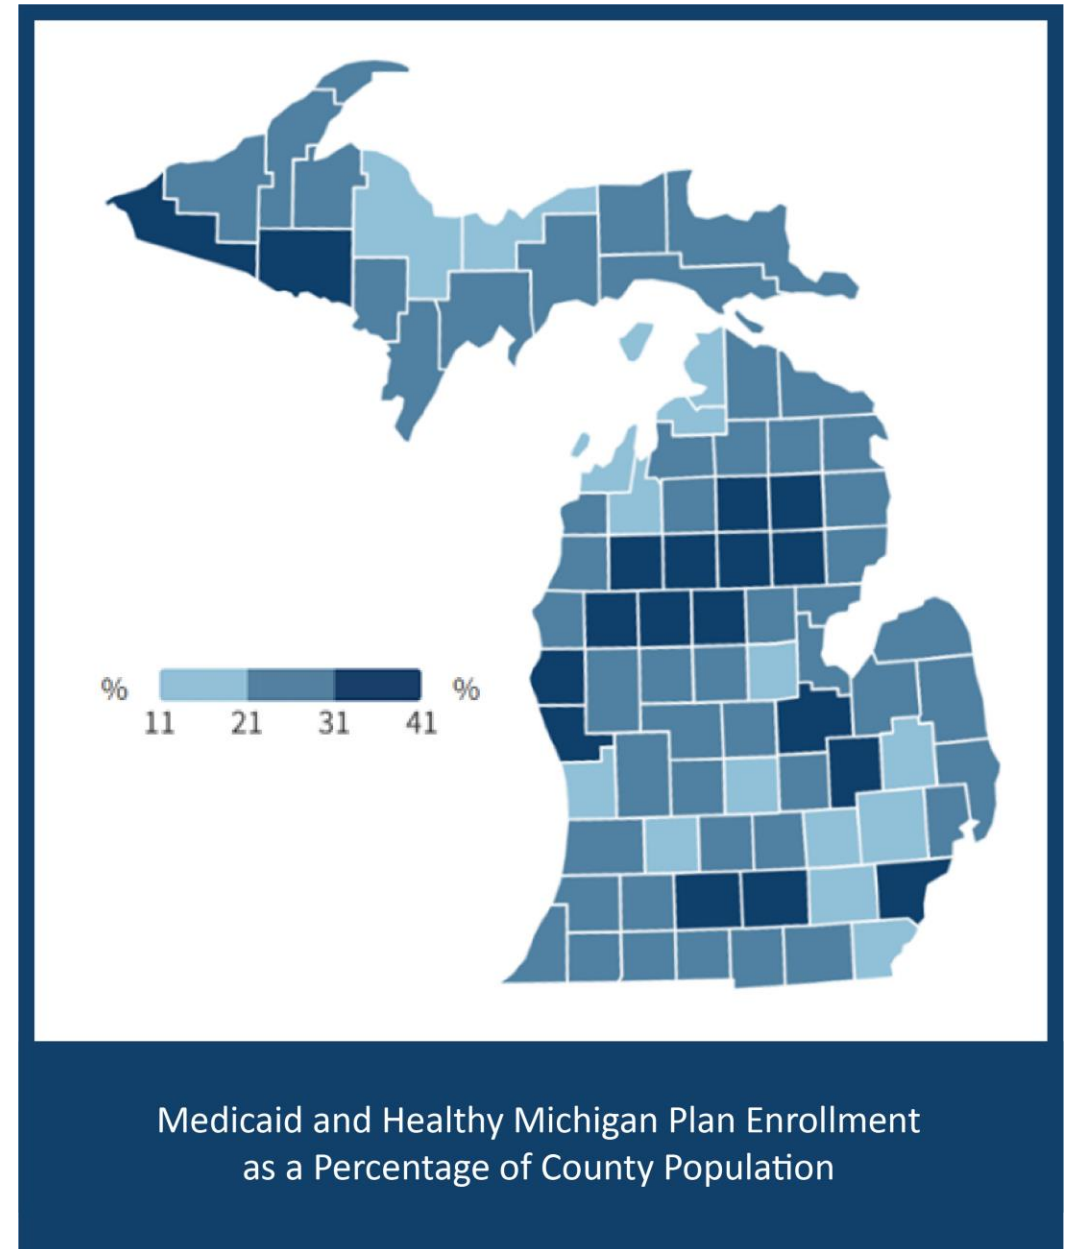 % %
11 21 31 41
Medicaid and Healthy Michigan Plan Enrollment
as a Percentage of County Population